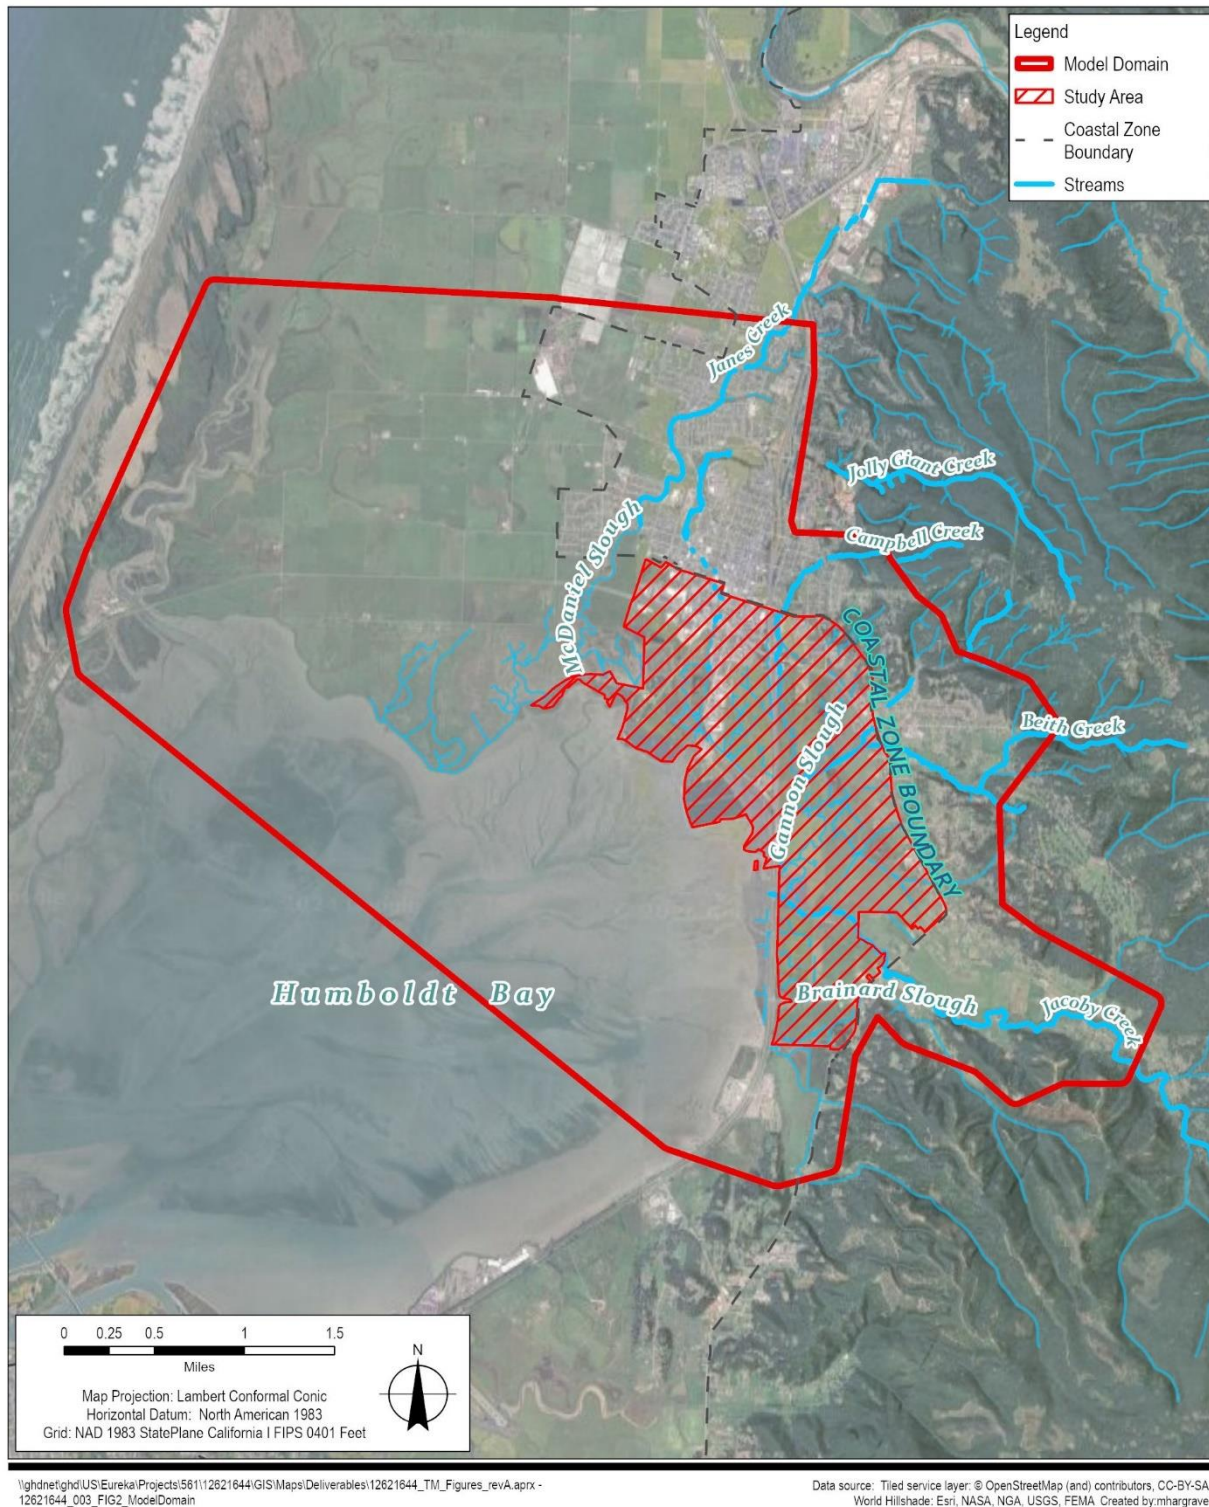 Legend
Model Domain
Study Area
Coastal Zone
Boundary
Streams
Janes Creek
Jolly Giant Creek
Campbell Creek
McDaniel Slough
COASTAL ZONE BOUNDARY
Beith Creek
Gannon Slough
Humboldt Bay
Brainard Slough
Jacoby Creek
0 0.25 0.5 1 1.5
Miles
N
Map Projection: Lambert Conformal Conic
Horizontal Datum: North American 1983
Grid: NAD 1983 StatePlane California I FIPS 0401 Feet
\\ghdnet\ghd\US\Eureka\Projects\561\12621644\GIS\Maps\Deliverables\12621644_TM_Figures_revA.aprx -
12621644_003_FIG2_ModelDomain
Data source: Tiled service layer: © OpenStreetMap (and) contributors, CC-BY-SA
World Hillshade: Esri, NASA, NGA, USGS, FEMA Created by:mhargrave